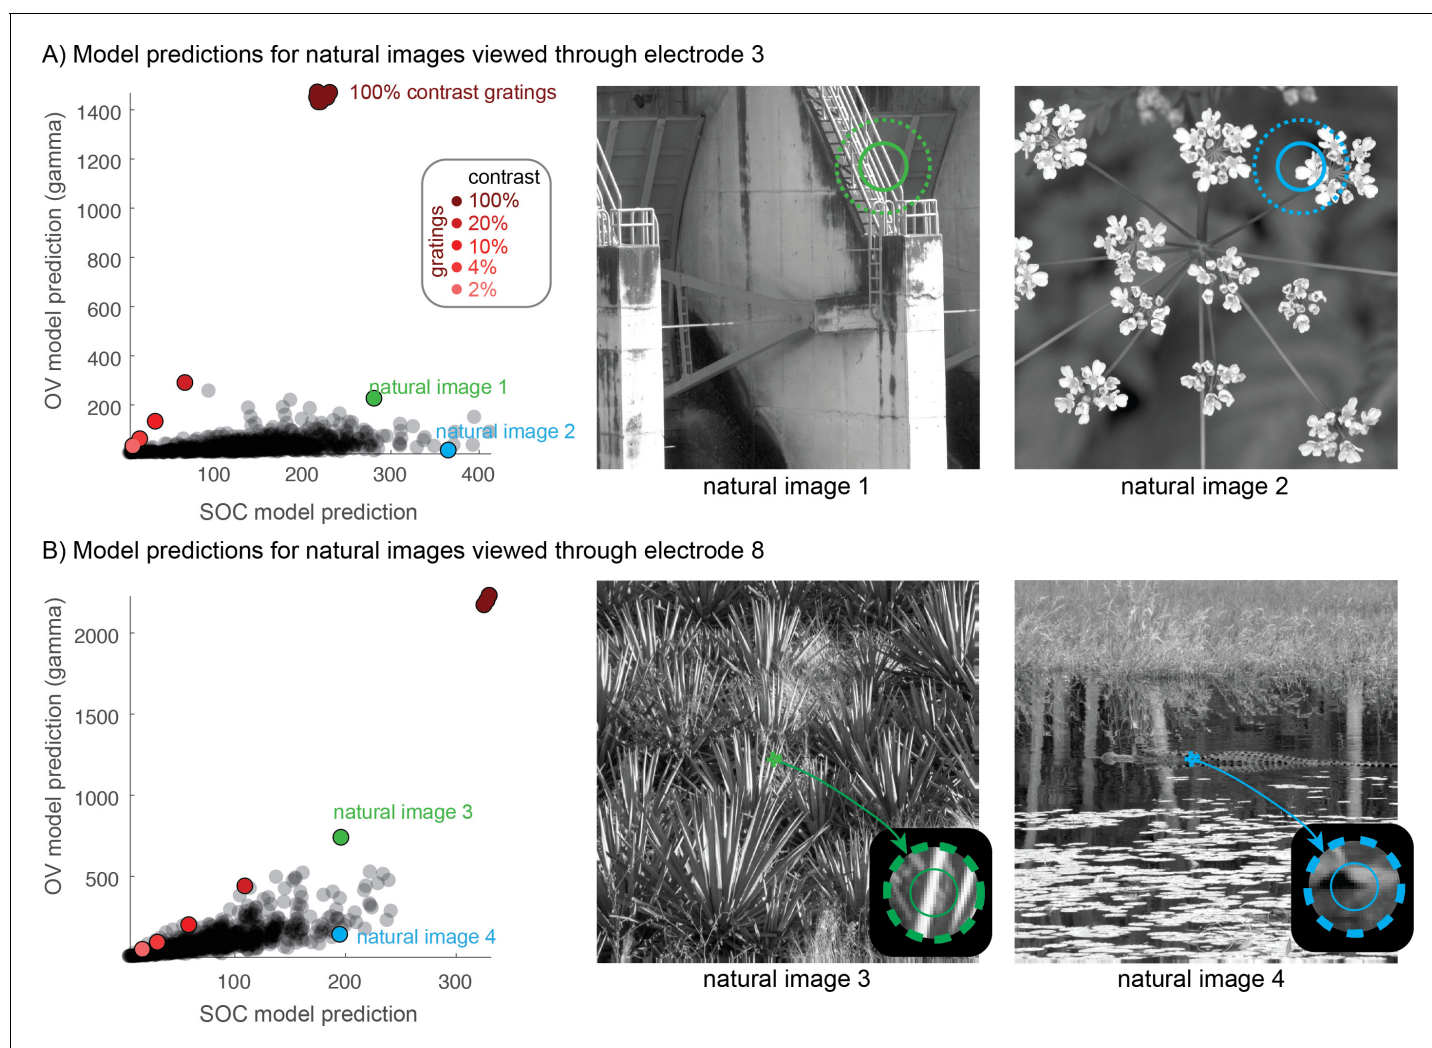 A) Model predictions for natural images viewed through electrode 3
OV model prediction (gamma)
1400
1200
1000
800
600
400
200
100% contrast gratings
contrast
gratings
100%
20%
10%
4%
2%
natural image 1
natural image 2
100
200
300
400
SOC model prediction
natural image 1
natural image 2
B) Model predictions for natural images viewed through electrode 8
OV model prediction (gamma)
2000
1500
1000
500
natural image 3
natural image 4
100
200
300
SOC model prediction
natural image 3
natural image 4